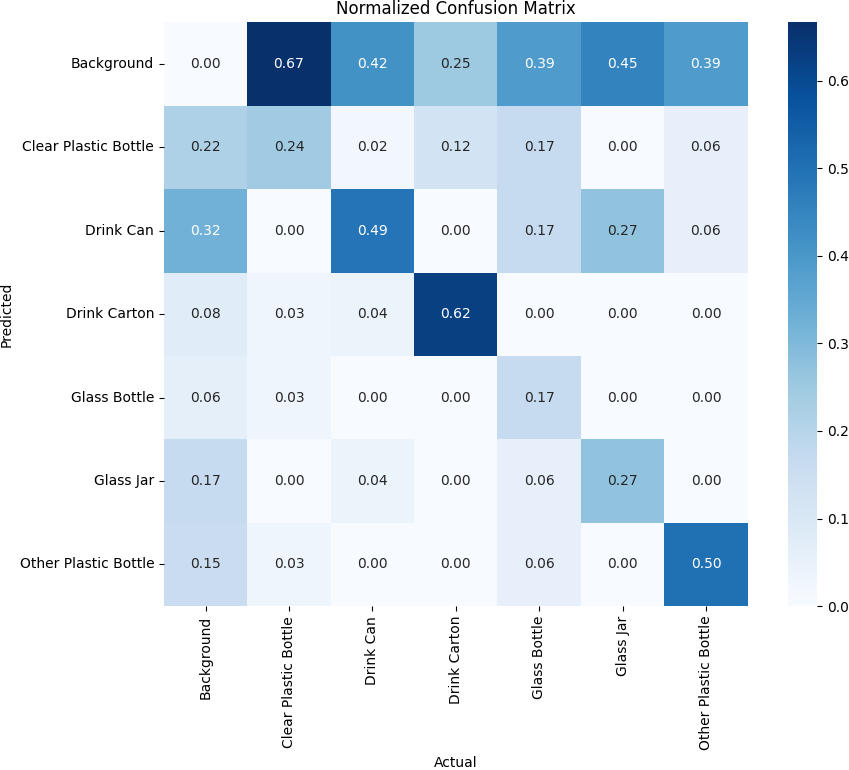 Normalized Confusion Matrix
Predicted
Background 0.00 0.67 0.42 0.25 0.39 0.45 0.39
Clear Plastic Bottle 0.22 0.24 0.02 0.12 0.17 0.00 0.06
Drink Can 0.32 0.00 0.49 0.00 0.17 0.27 0.06
Drink Carton 0.08 0.03 0.04 0.62 0.00 0.00 0.00
Glass Bottle 0.06 0.03 0.00 0.00 0.17 0.00 0.00
Glass Jar 0.17 0.00 0.04 0.00 0.06 0.27 0.00
Other Plastic Bottle 0.15 0.03 0.00 0.00 0.06 0.00 0.50
Background Clear Plastic Bottle Drink Can Drink Carton Glass Bottle Glass Jar Other Plastic Bottle
Actual
0.6
0.5
0.4
0.3
0.2
0.1
0.0